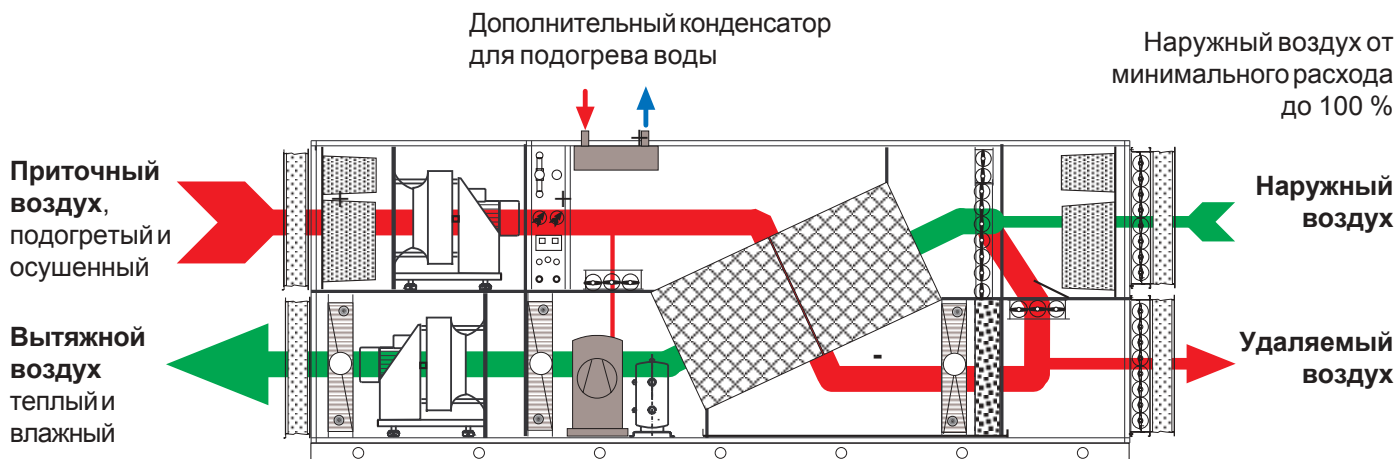 Дополнительный конденсатор
для подогрева воды
Наружный воздух от
минимального расхода
до 100 %
Приточный
воздух,
подогретый и
осушенный
Наружный
воздух
Вытяжной
воздух
теплый и
влажный
Удаляемый
воздух